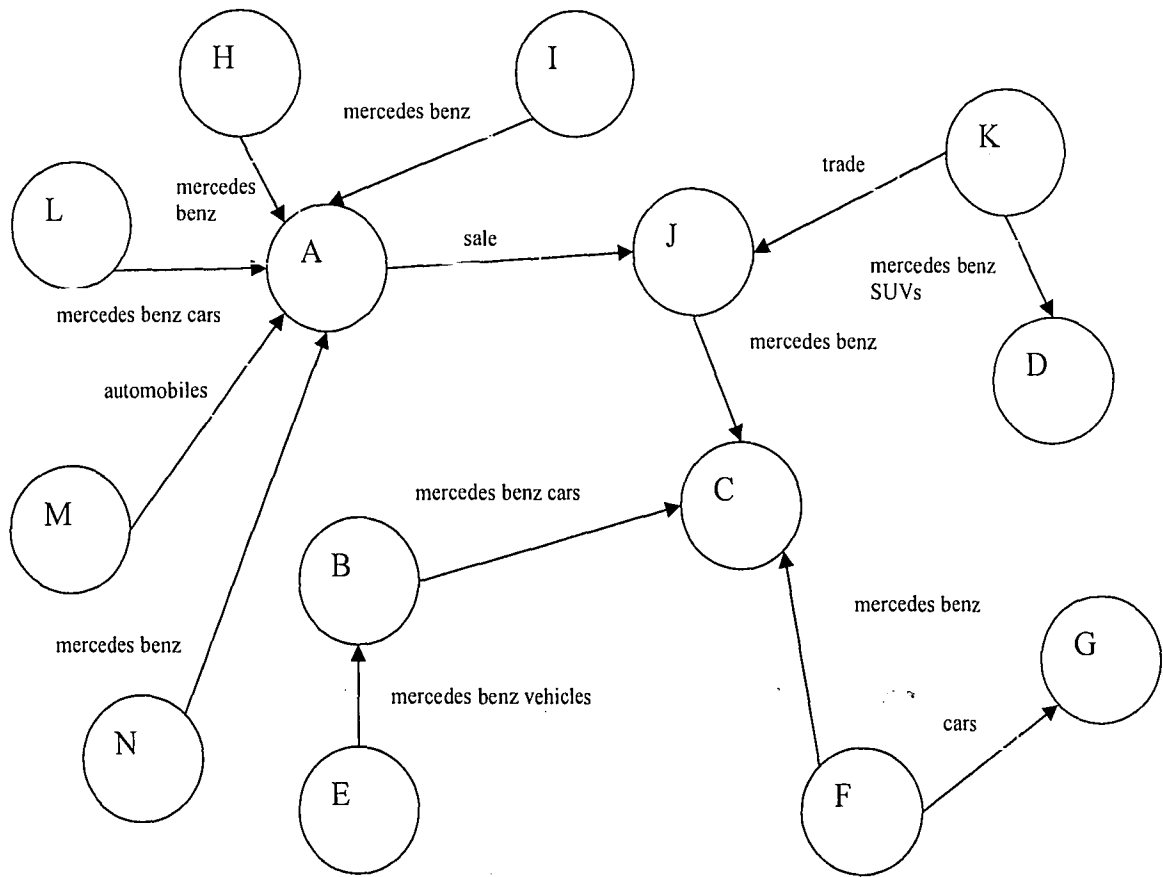 H
I
mercedes benz
K
trade
L
mercedes
benz
A
sale
J
mercedes benz
SUVs
mercedes benz cars
mercedes benz
D
automobiles
mercedes benz cars
C
M
B
mercedes benz
mercedes benz
G
mercedes benz vehicles
cars
N
E
F